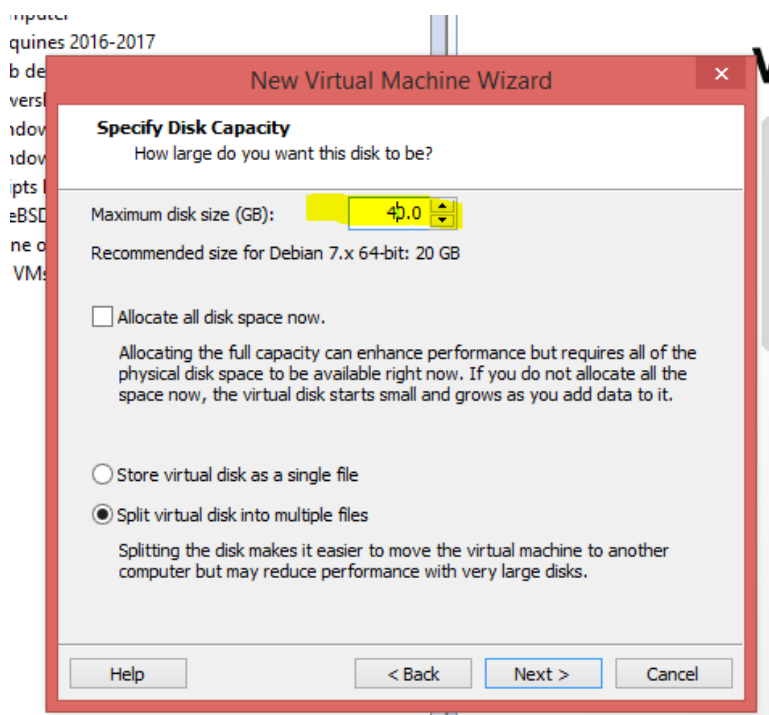 quines 2016-2017
New Virtual Machine Wizard
Specify Disk Capacity
How large do you want this disk to be?
Maximum disk size (GB): 40.0
Recommended size for Debian 7.x 64-bit: 20 GB
VMs
Allocate all disk space now.
Allocating the full capacity can enhance performance but requires all of the
physical disk space to be available right now. If you do not allocate all the
space now, the virtual disk starts small and grows as you add data to it.
Store virtual disk as a single file
Split virtual disk into multiple files
Splitting the disk makes it easier to move the virtual machine to another
computer but may reduce performance with very large disks.
Help < Back Next > Cancel